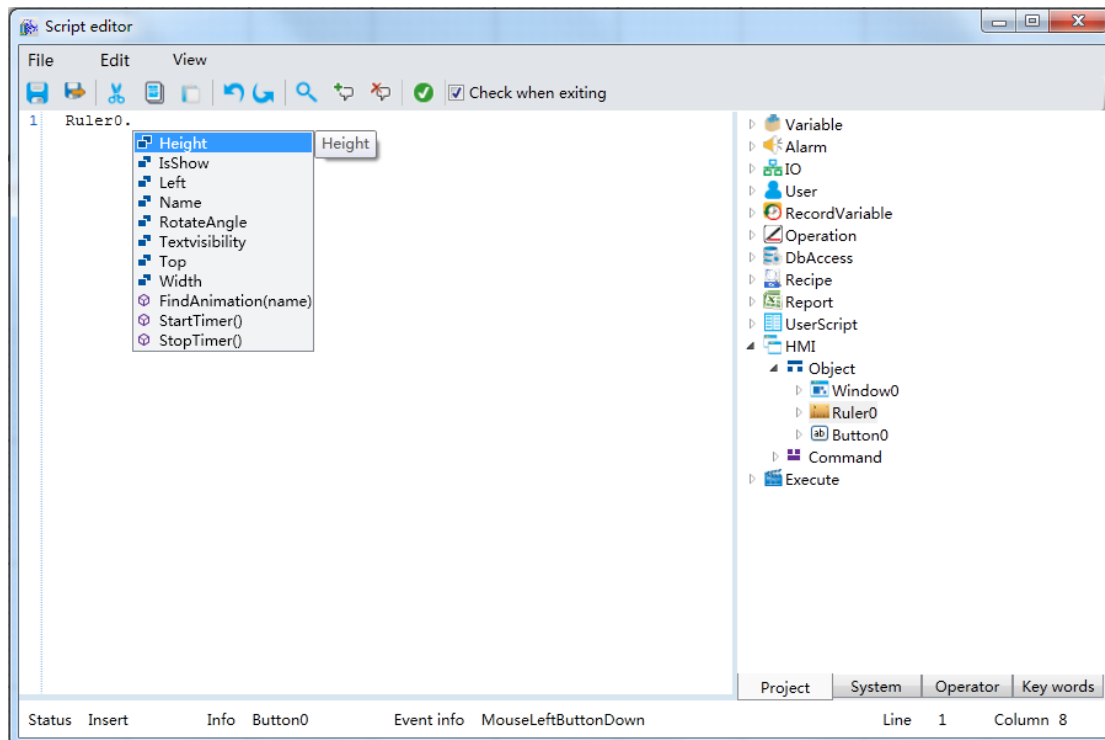 Script editor
File Edit View
Check when exiting
1 Ruler0.
Height
Height
IsShow
Left
Name
RotateAngle
Textvisibility
Top
Width
FindAnimation(name)
StartTimer()
StopTimer()
Variable
Alarm
IO
User
RecordVariable
Operation
DbAccess
Recipe
Report
UserScript
HMI
Object
Window0
Ruler0
ab Button0
Command
Execute
Project System Operator Key words
Status Insert Info Button0 Event info MouseLeftButtonDown Line 1 Column 8